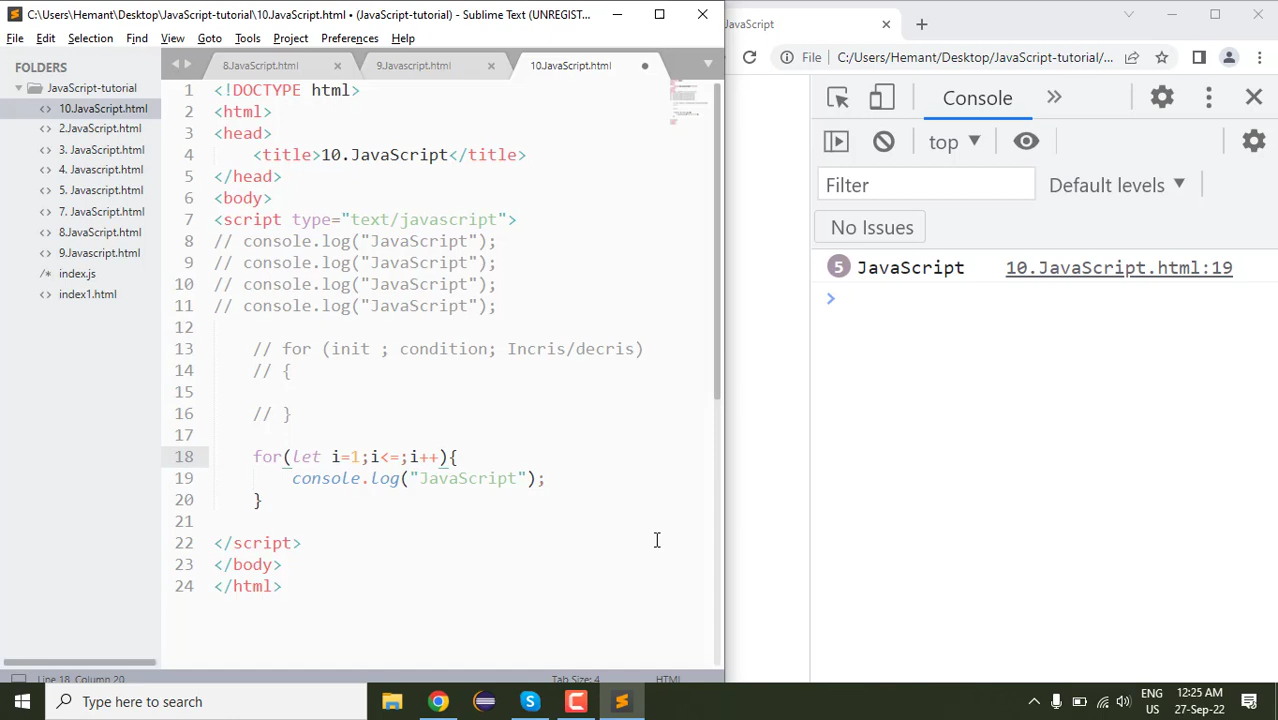 C:\Users\Hemant\Desktop\JavaScript-tutorial\10.JavaScript.html • (JavaScript-tutorial) - Sublime Text (UNREGIST...
File Edit Selection Find View Goto Tools Project Preferences Help
FOLDERS
JavaScript-tutorial
10.JavaScript.html
2.JavaScript.html
3. JavaScript.html
4. Javascript.html
5. Javascript.html
7. JavaScript.html
8.JavaScript.html
9.Javascript.html
index.js
index1.html
8.JavaScript.html
9.Javascript.html
10.JavaScript.html
1 <!DOCTYPE html>
2 <html>
3 <head>
4 <title>10.JavaScript</title>
5 </head>
6 <body>
7 <script type="text/javascript">
8 // console.log("JavaScript");
9 // console.log("JavaScript");
10 // console.log("JavaScript");
11 // console.log("JavaScript");
12
13 // for (init ; condition; Incris/decris)
14 // {
15
16 // }
17
18 for(let i=1;i<=;i++){
19 console.log("JavaScript");
20 }
21
22 </script>
23 </body>
24 </html>
Line 18, Column 20
Tab Size: 4
HTML
JavaScript
File C:/Users/Hemant/Desktop/JavaScript-tutorial/...
Console
top
Filter
Default levels
No Issues
5 JavaScript 10.JavaScript.html:19
Type here to search
ENG
US
12:25 AM
27-Sep-22